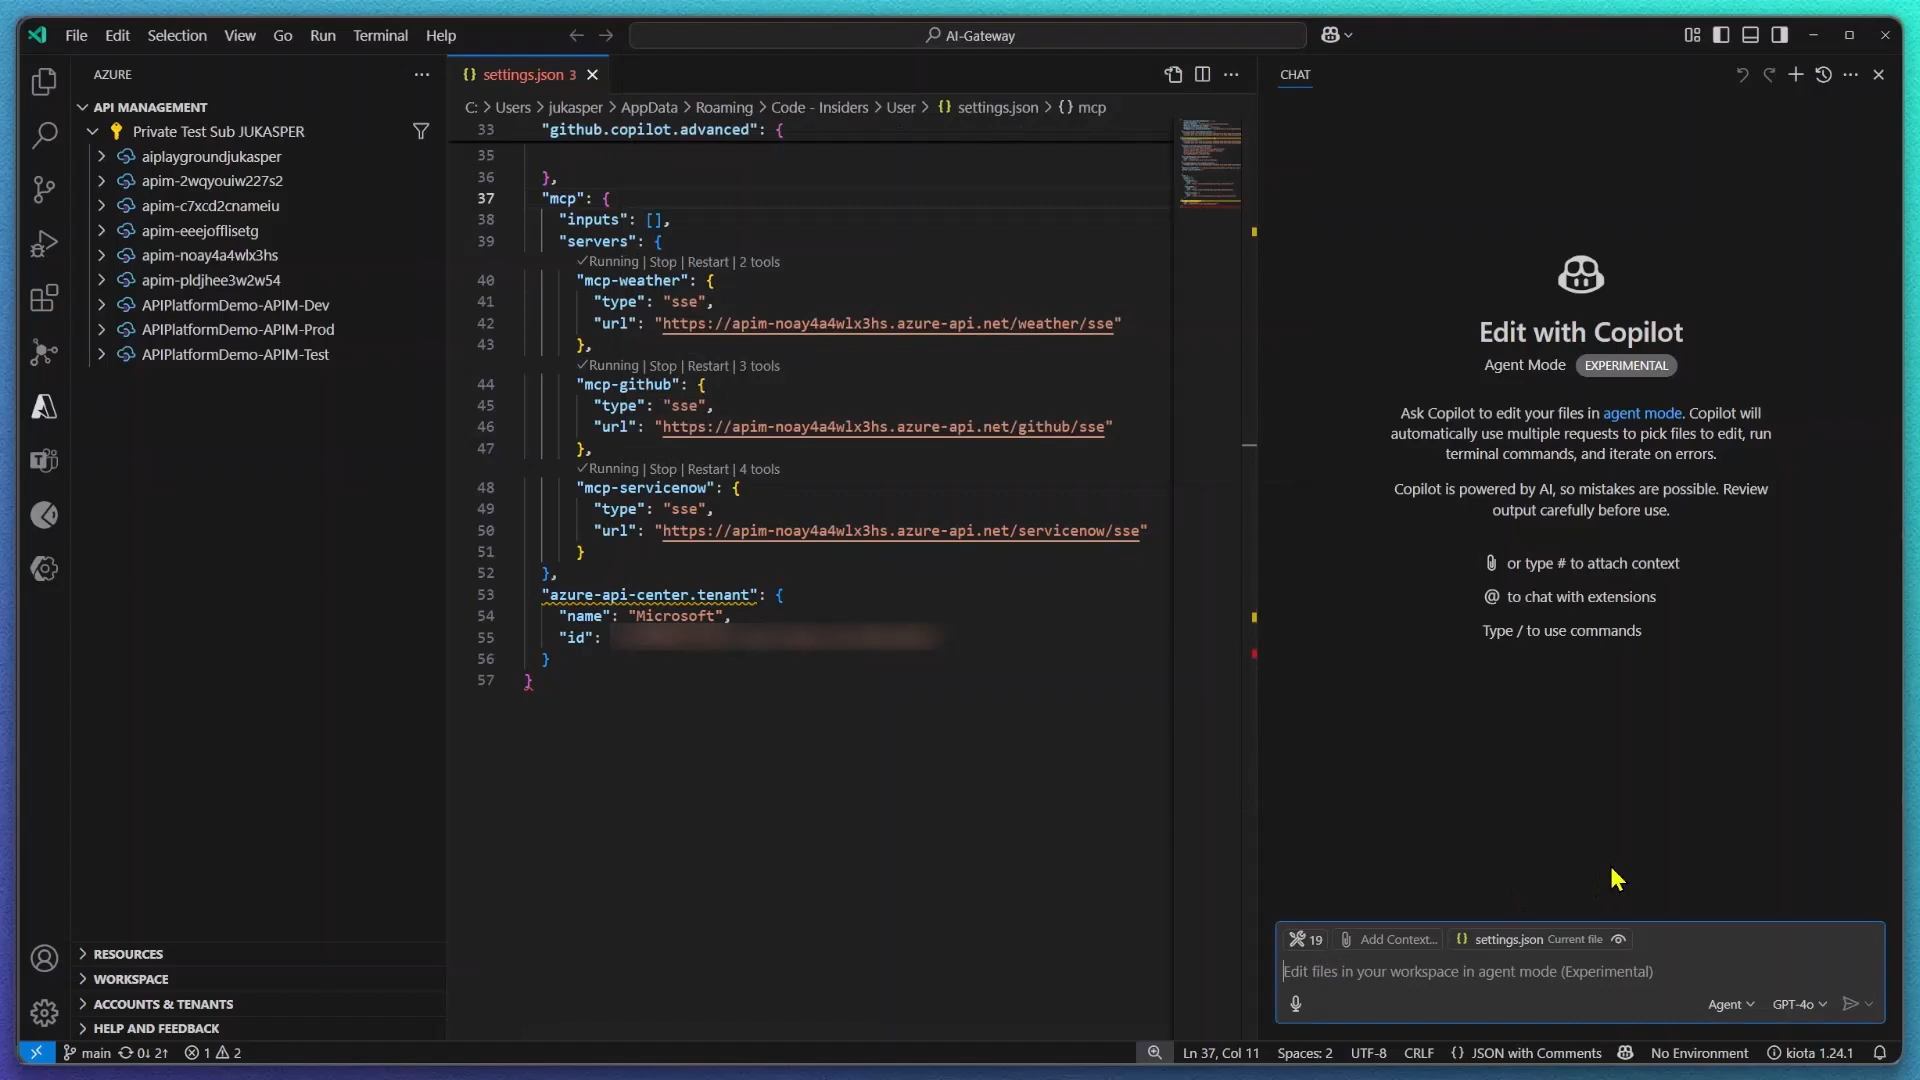 File Edit Selection View Go Run Terminal Help
AI-Gateway
AZURE
API MANAGEMENT
Private Test Sub JUKASPER
aiplaygroundjukasper
apim-2wqyouiw227s2
apim-c7xcd2cnameiu
apim-eeejofflisetg
apim-noay4a4wlx3hs
apim-pldjhee3w2w54
APIPlatformDemo-APIM-Dev
APIPlatformDemo-APIM-Prod
APIPlatformDemo-APIM-Test
RESOURCES
WORKSPACE
ACCOUNTS & TENANTS
HELP AND FEEDBACK
{} settings.json 3
C: > Users > jukasper > AppData > Roaming > Code - Insiders > User > {} settings.json > {} mcp
33 "github.copilot.advanced": {
35
36 },
37 "mcp": {
38 "inputs": [],
39 "servers": {
✓Running | Stop | Restart | 2 tools
40 "mcp-weather": {
41 "type": "sse",
42 "url": "https://apim-noay4a4wlx3hs.azure-api.net/weather/sse"
43 },
✓Running | Stop | Restart | 3 tools
44 "mcp-github": {
45 "type": "sse",
46 "url": "https://apim-noay4a4wlx3hs.azure-api.net/github/sse"
47 },
✓Running | Stop | Restart | 4 tools
48 "mcp-servicenow": {
49 "type": "sse",
50 "url": "https://apim-noay4a4wlx3hs.azure-api.net/servicenow/sse"
51 }
52 },
53 "azure-api-center.tenant": {
54 "name": "Microsoft",
55 "id":
56 }
57 }
CHAT
Edit with Copilot
Agent Mode EXPERIMENTAL
Ask Copilot to edit your files in agent mode. Copilot will
automatically use multiple requests to pick files to edit, run
terminal commands, and iterate on errors.
Copilot is powered by AI, so mistakes are possible. Review
output carefully before use.
or type # to attach context
@ to chat with extensions
Type / to use commands
19 Add Context... {} settings.json Current file
Edit files in your workspace in agent mode (Experimental)
Agent GPT-4o
main 0↓ 2↑ 1 2
Ln 37, Col 11 Spaces: 2 UTF-8 CRLF {} JSON with Comments No Environment kiota 1.24.1